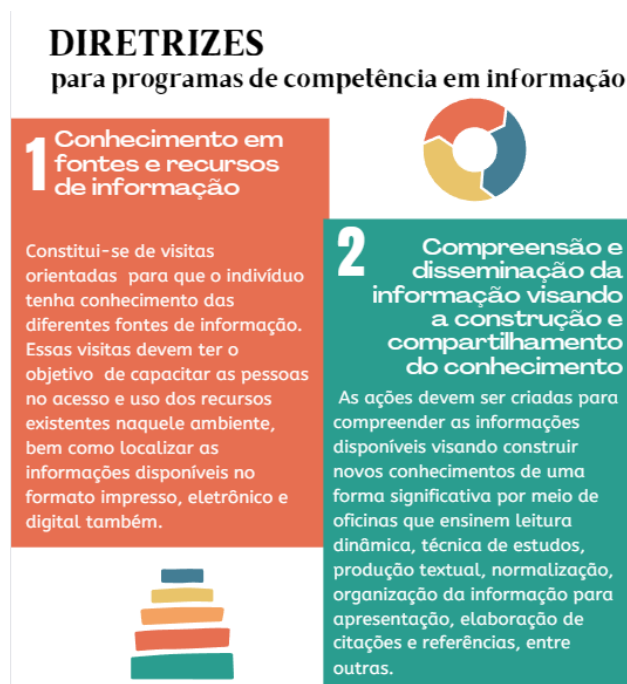 DIRETRIZES
para programas de competência em informação
1
Conhecimento em
fontes e recursos
de informação
Constitui-se de visitas
orientadas para que o indivíduo
tenha conhecimento das
diferentes fontes de informação.
Essas visitas devem ter o
objetivo de capacitar as pessoas
no acesso e uso dos recursos
existentes naquele ambiente,
bem como localizar as
informações disponíveis no
formato impresso, eletrônico e
digital também.
2
Compreensão e
disseminação da
informação visando
a construção e
compartilhamento
do conhecimento
As ações devem ser criadas para
compreender as informações
disponíveis visando construir
novos conhecimentos de uma
forma significativa por meio de
oficinas que ensinem leitura
dinâmica, técnica de estudos,
produção textual, normalização,
organização da informação para
apresentação, elaboração de
citações e referências, entre
outras.